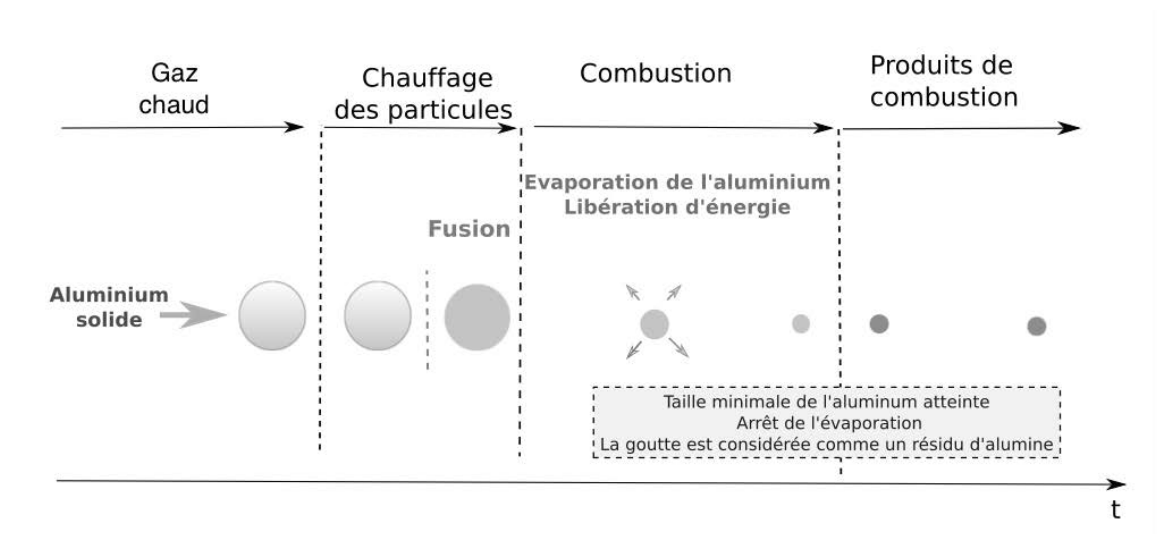 Gaz
chaud
Chauffage
des particules
Combustion
Produits de
combustion
Evaporation de l'aluminium
Libération d'énergie
Fusion
Aluminium
solide
Taille minimale de l'aluminum atteinte
Arrêt de l'évaporation
La goutte est considérée comme un résidu d'alumine
t